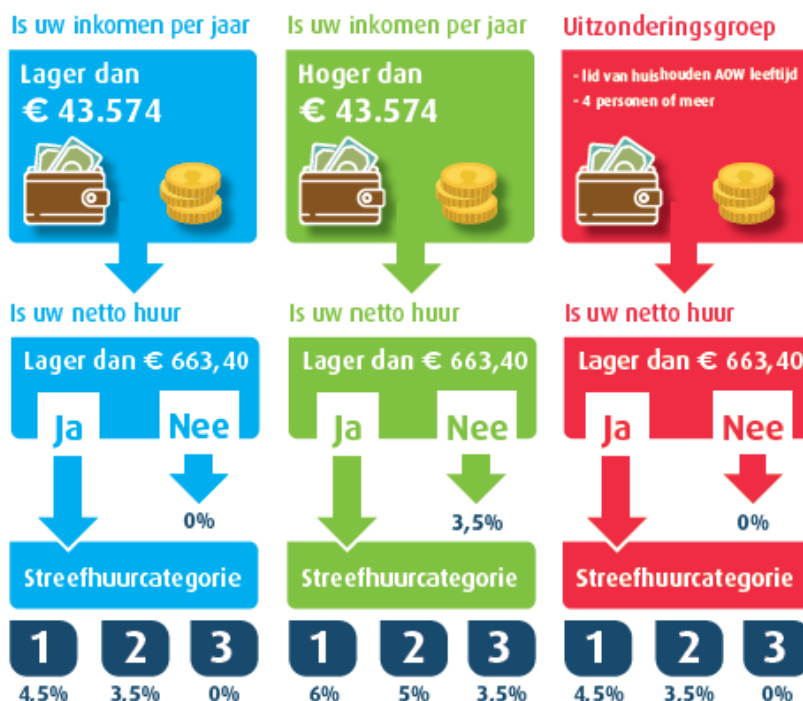 Is uw inkomen per jaar
Lager dan
€ 43.574
Is uw netto huur
Lager dan € 663,40
Ja
Nee
0%
Streefhuurcategorie
1
2
3
4,5%
3,5%
0%
Is uw inkomen per jaar
Hoger dan
€ 43.574
Is uw netto huur
Lager dan € 663,40
Ja
Nee
3,5%
Streefhuurcategorie
1
2
3
6%
5%
3,5%
Uitzonderingsgroep
- lid van huishouden AOW leeftijd
- 4 personen of meer
Is uw netto huur
Lager dan € 663,40
Ja
Nee
0%
Streefhuurcategorie
1
2
3
4,5%
3,5%
0%